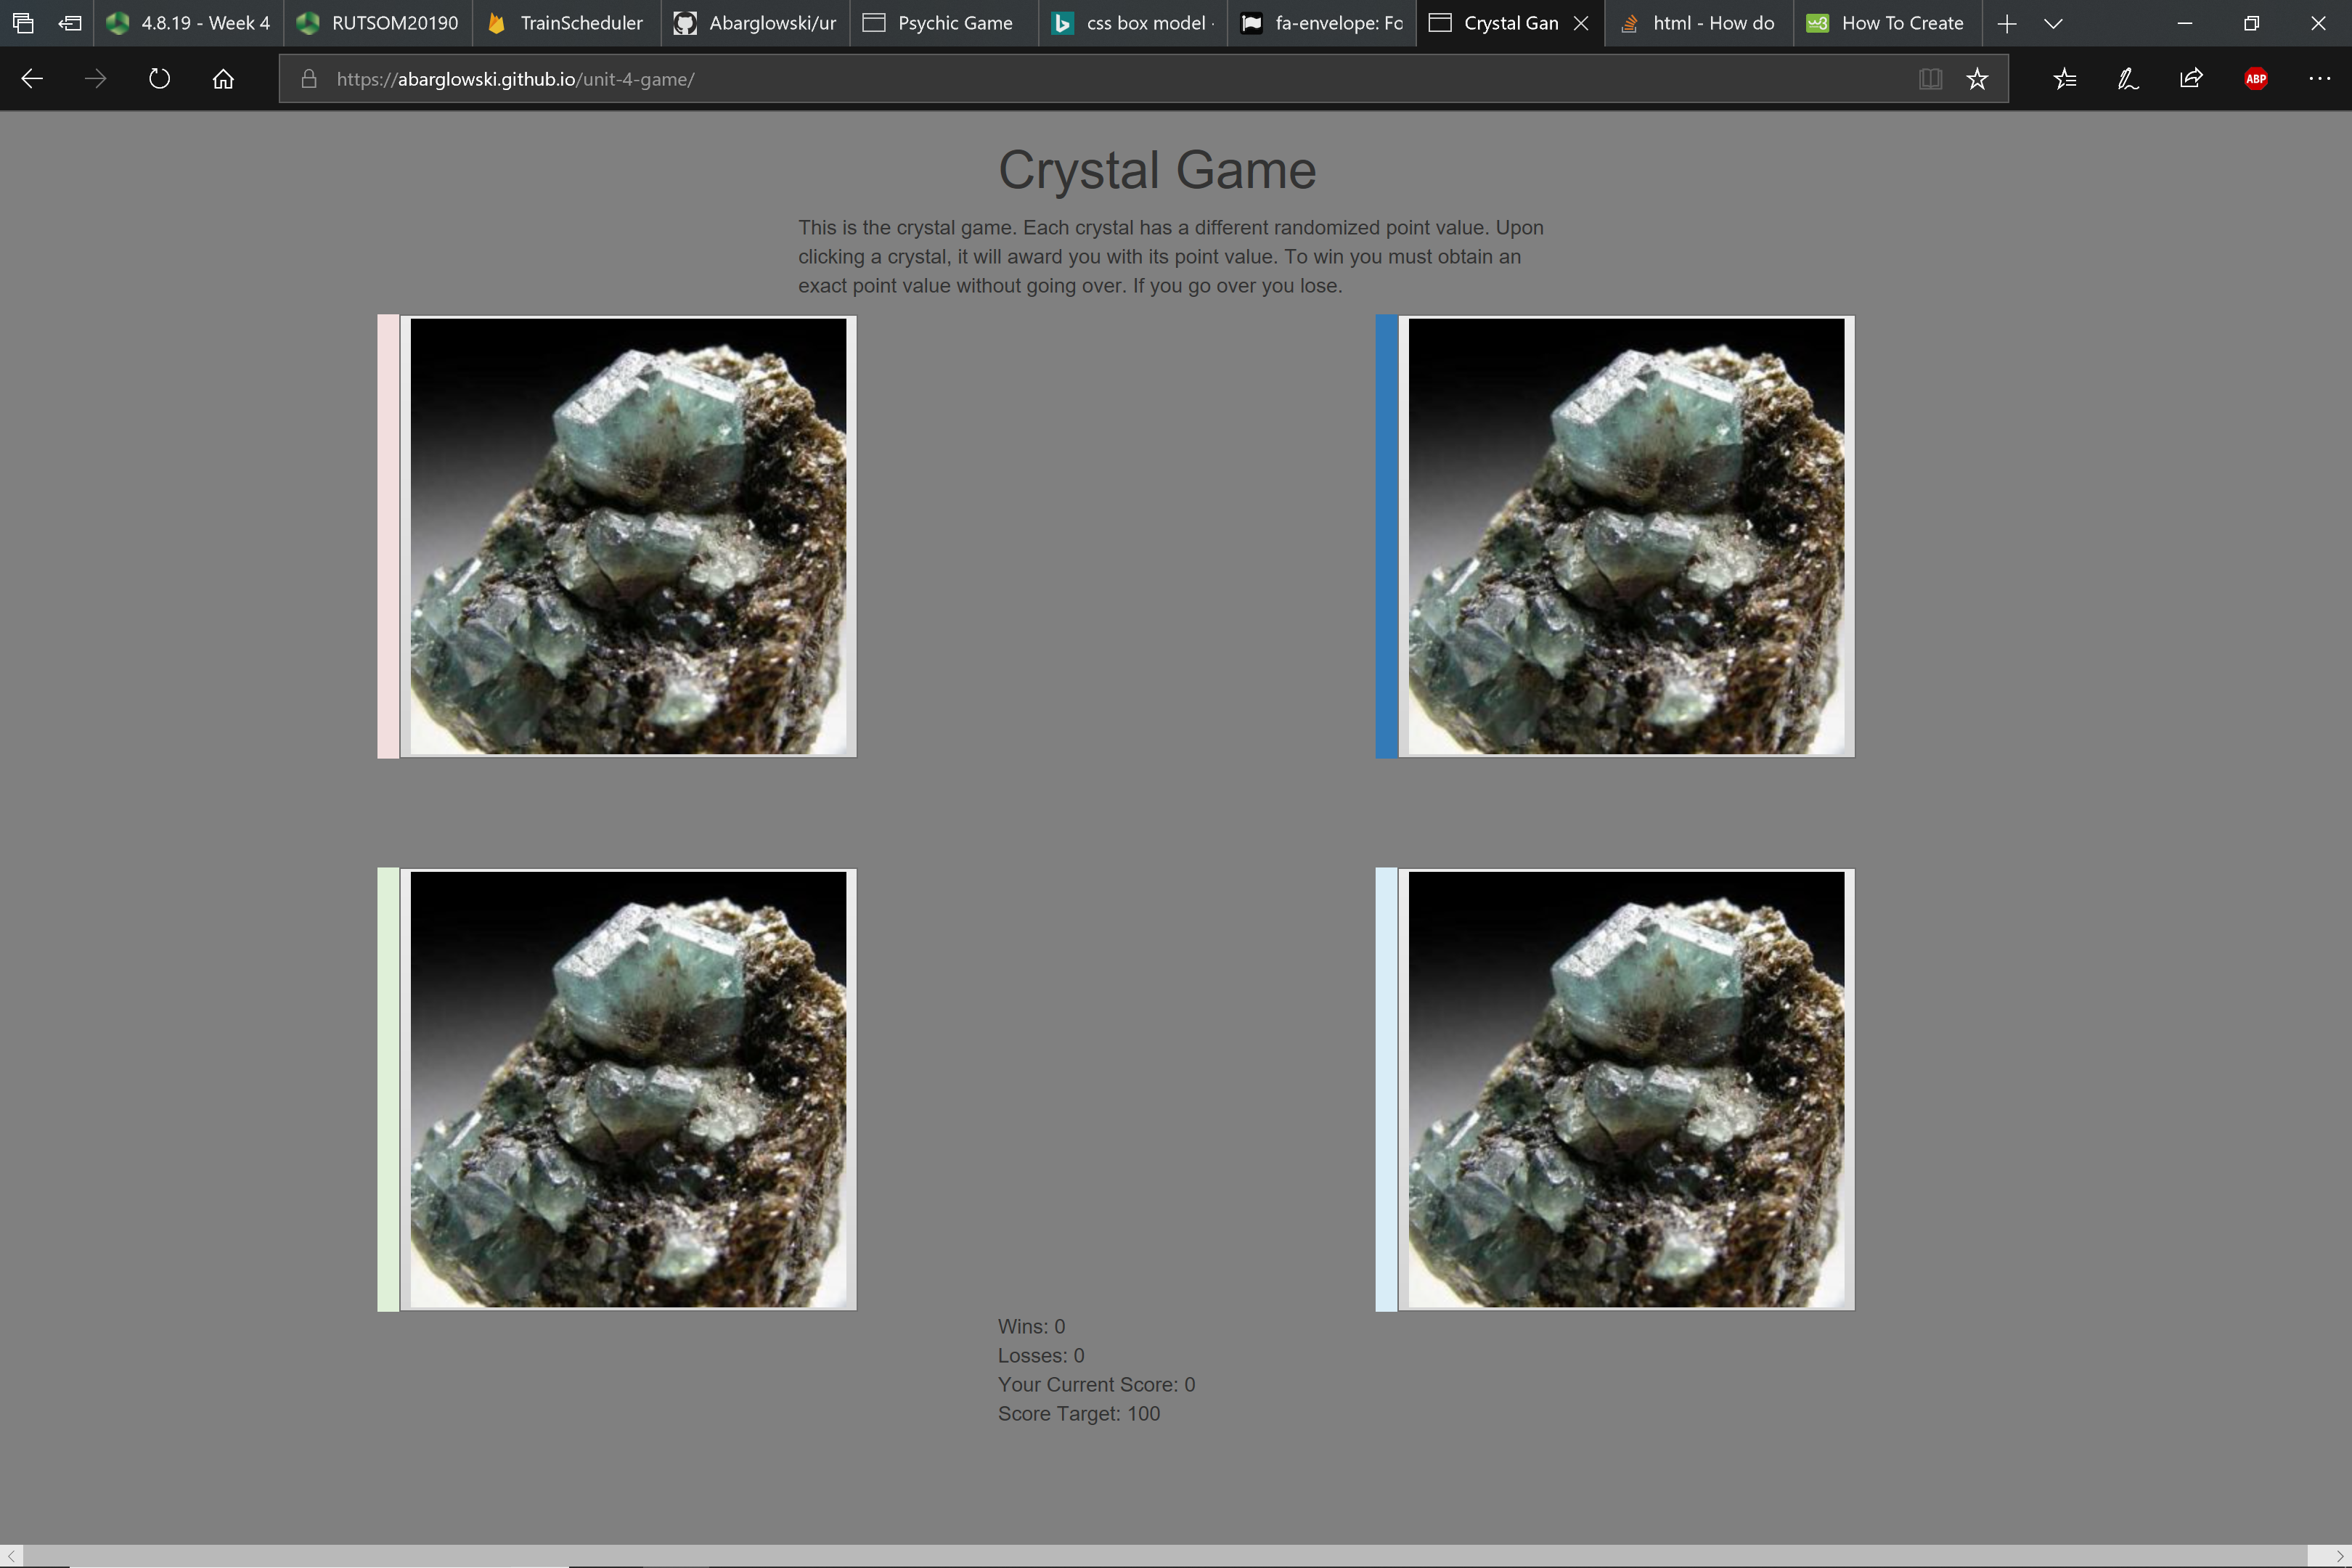 4.8.19 - Week 4
RUTSOM20190
TrainScheduler
Abarglowski/ur
Psychic Game
css box model -
fa-envelope: Fo
Crystal Gan
html - How do
How To Create
https://abarglowski.github.io/unit-4-game/
ABP
Crystal Game
This is the crystal game. Each crystal has a different randomized point value. Upon
clicking a crystal, it will award you with its point value. To win you must obtain an
exact point value without going over. If you go over you lose.
Wins: 0
Losses: 0
Your Current Score: 0
Score Target: 100